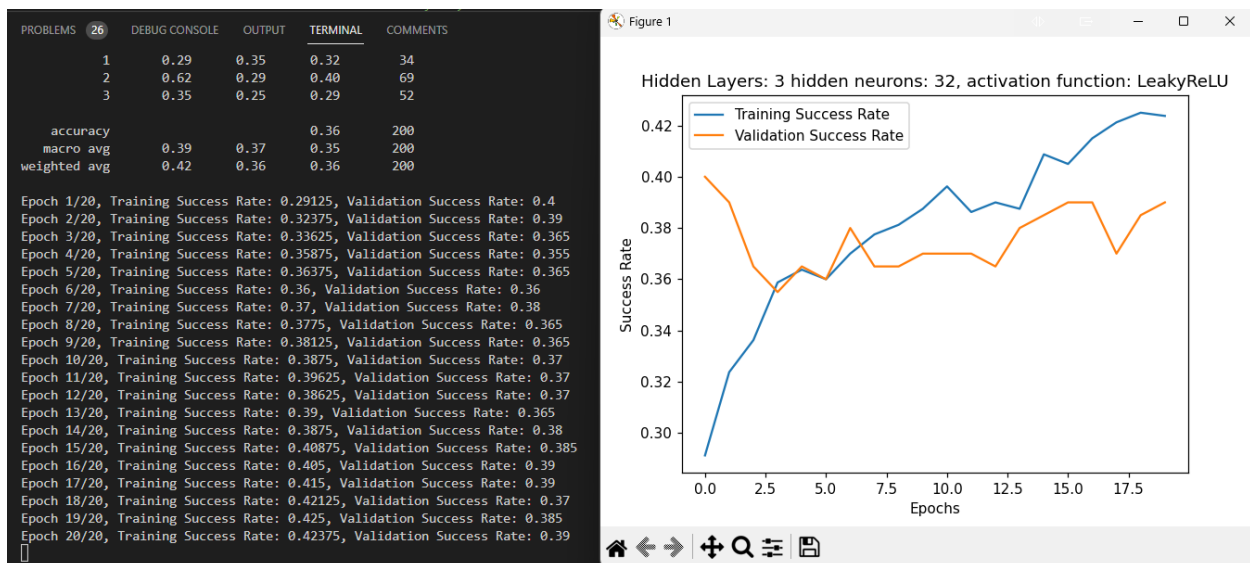 PROBLEMS 26 DEBUG CONSOLE OUTPUT TERMINAL COMMENTS
1 0.29 0.35 0.32 34
2 0.62 0.29 0.40 69
3 0.35 0.25 0.29 52
accuracy 0.36 200
macro avg 0.39 0.37 0.35 200
weighted avg 0.42 0.36 0.36 200
Epoch 1/20, Training Success Rate: 0.29125, Validation Success Rate: 0.4
Epoch 2/20, Training Success Rate: 0.32375, Validation Success Rate: 0.39
Epoch 3/20, Training Success Rate: 0.33625, Validation Success Rate: 0.365
Epoch 4/20, Training Success Rate: 0.35875, Validation Success Rate: 0.355
Epoch 5/20, Training Success Rate: 0.36375, Validation Success Rate: 0.365
Epoch 6/20, Training Success Rate: 0.36, Validation Success Rate: 0.36
Epoch 7/20, Training Success Rate: 0.37, Validation Success Rate: 0.38
Epoch 8/20, Training Success Rate: 0.3775, Validation Success Rate: 0.365
Epoch 9/20, Training Success Rate: 0.38125, Validation Success Rate: 0.365
Epoch 10/20, Training Success Rate: 0.3875, Validation Success Rate: 0.37
Epoch 11/20, Training Success Rate: 0.39625, Validation Success Rate: 0.37
Epoch 12/20, Training Success Rate: 0.38625, Validation Success Rate: 0.37
Epoch 13/20, Training Success Rate: 0.39, Validation Success Rate: 0.365
Epoch 14/20, Training Success Rate: 0.3875, Validation Success Rate: 0.38
Epoch 15/20, Training Success Rate: 0.40875, Validation Success Rate: 0.385
Epoch 16/20, Training Success Rate: 0.405, Validation Success Rate: 0.39
Epoch 17/20, Training Success Rate: 0.415, Validation Success Rate: 0.39
Epoch 18/20, Training Success Rate: 0.42125, Validation Success Rate: 0.37
Epoch 19/20, Training Success Rate: 0.425, Validation Success Rate: 0.385
Epoch 20/20, Training Success Rate: 0.42375, Validation Success Rate: 0.39
Figure 1
Hidden Layers: 3 hidden neurons: 32, activation function: LeakyReLU
Training Success Rate
Validation Success Rate
Success Rate
0.42
0.40
0.38
0.36
0.34
0.32
0.30
0.0 2.5 5.0 7.5 10.0 12.5 15.0 17.5
Epochs